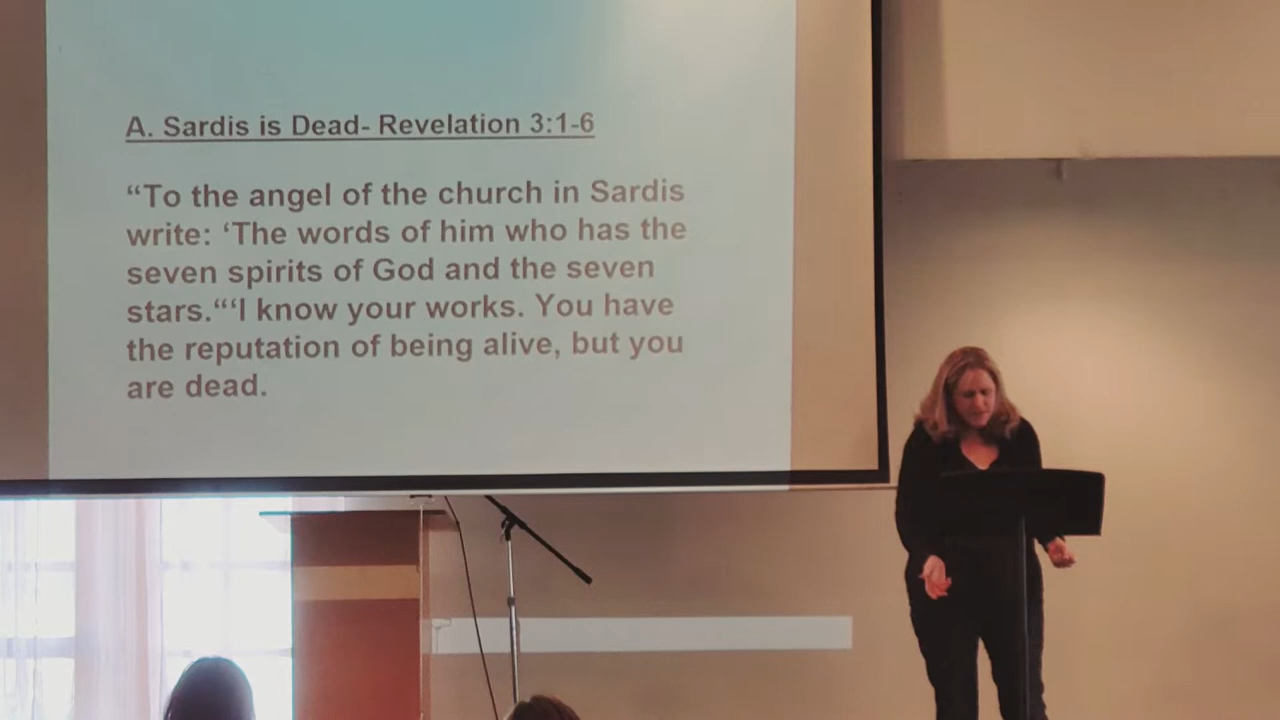 A. Sardis is Dead- Revelation 3:1-6
“To the angel of the church in Sardis
write: ‘The words of him who has the
seven spirits of God and the seven
stars.“‘I know your works. You have
the reputation of being alive, but you
are dead.